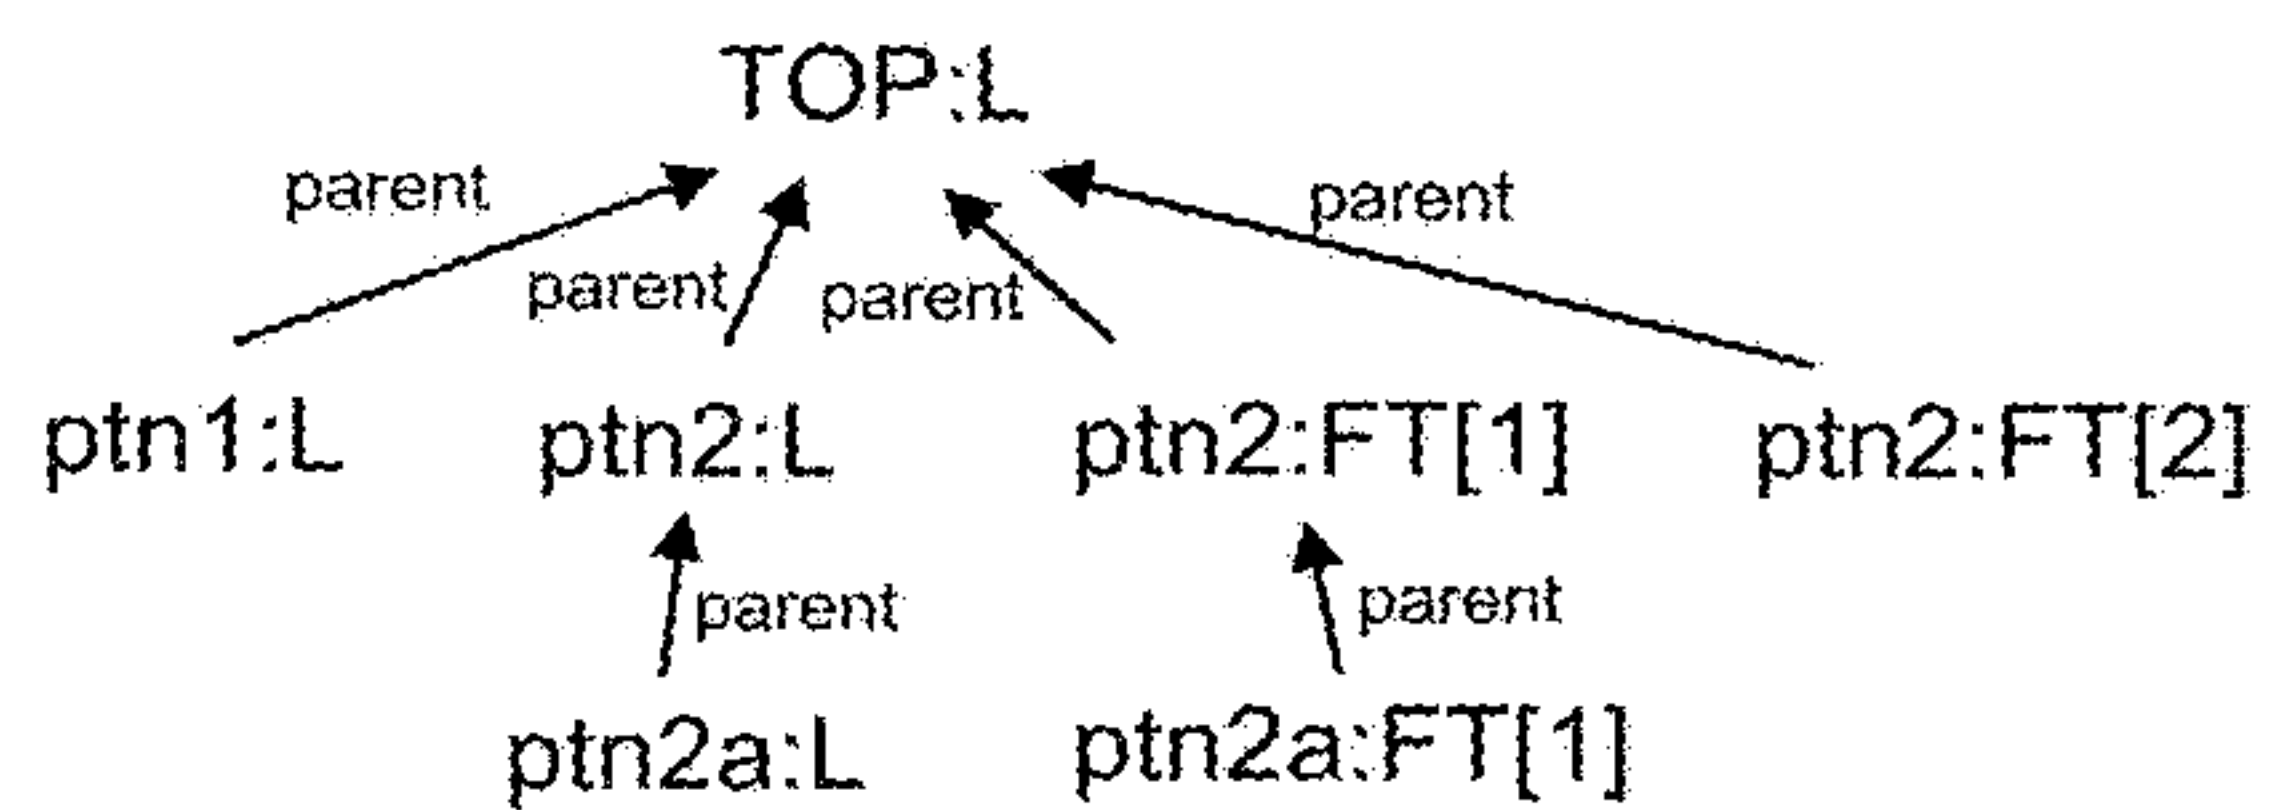 TOP:L
parent parent
parent parent
ptn1:L ptn2:L ptn2:FT[1] ptn2:FT[2]
parent parent
ptn2a:L ptn2a:FT[1]